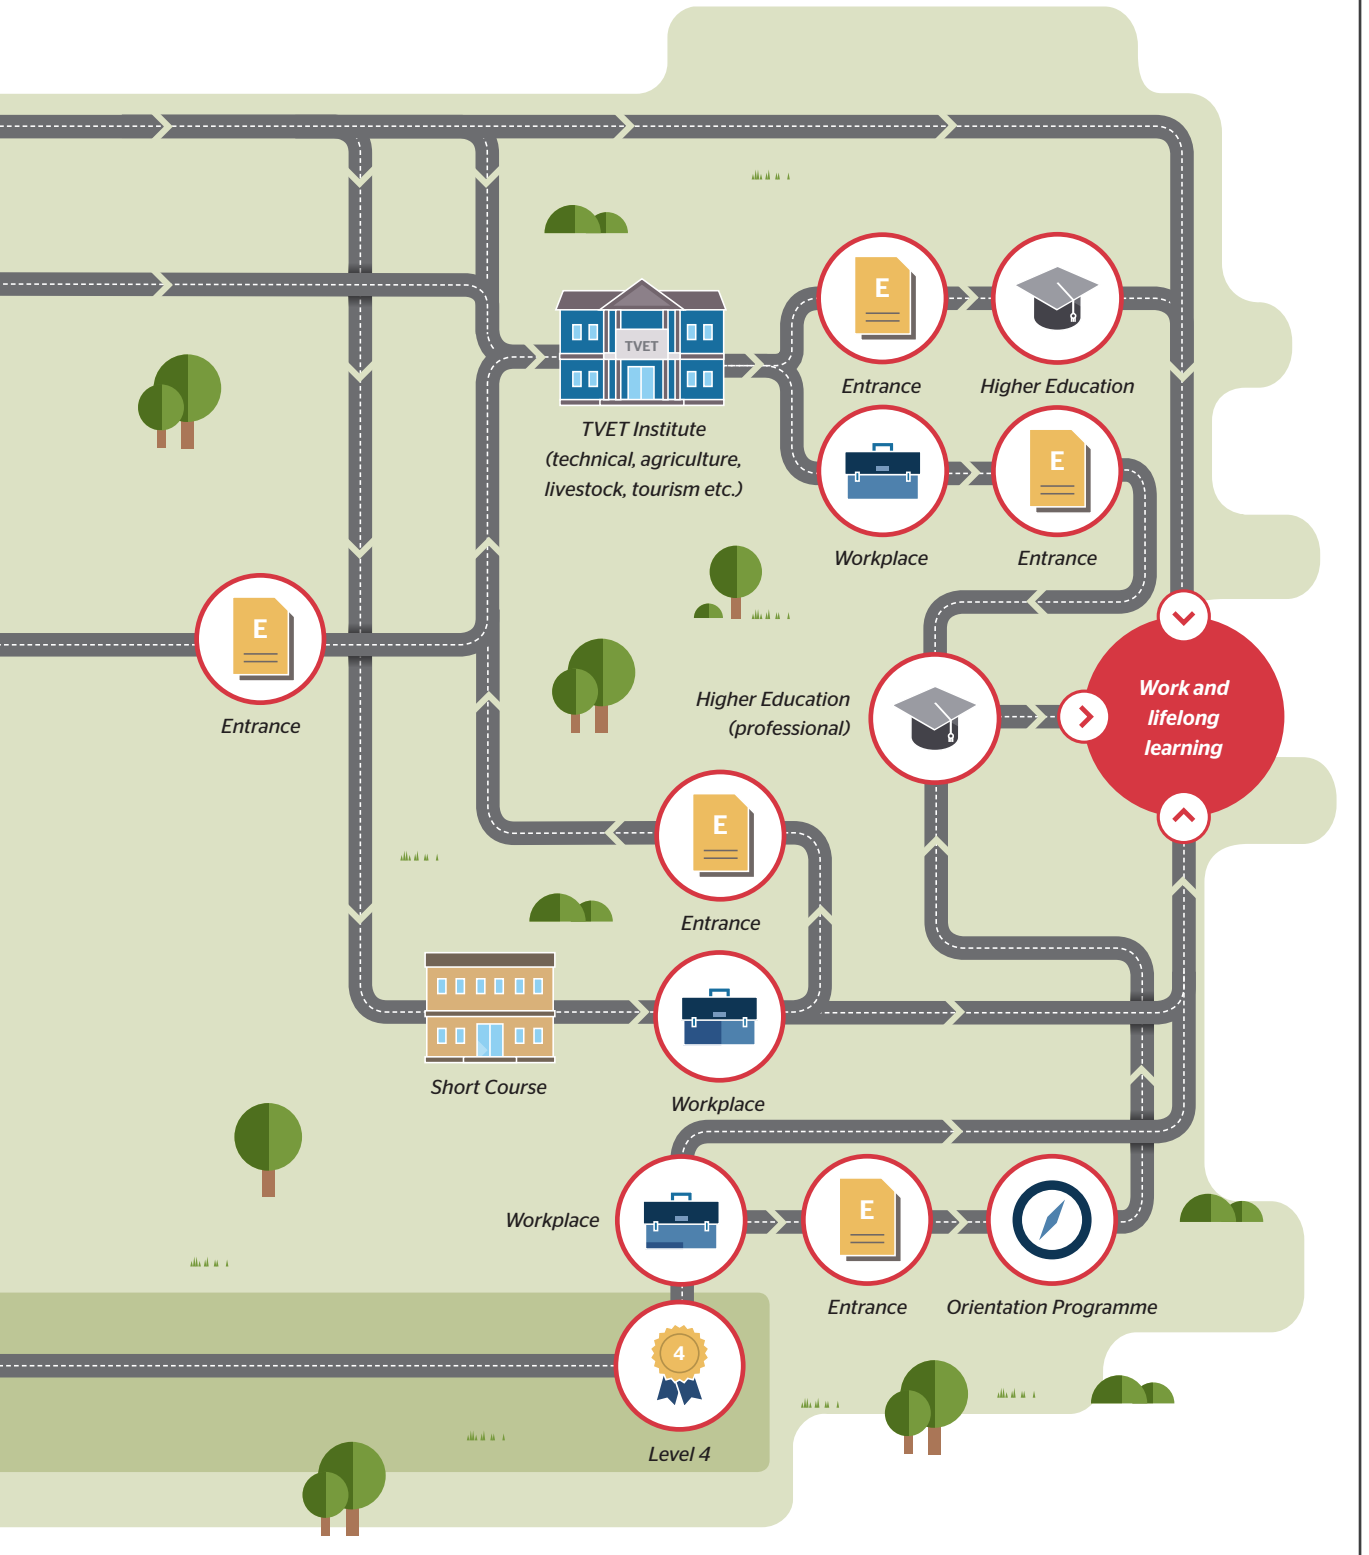 E
Entrance
Higher Education
TVET
TVET Institute
(technical, agriculture,
livestock, tourism etc.)
E
Workplace
Entrance
E
Entrance
Higher Education
(professional)
Work and
lifelong
learning
E
Entrance
Short Course
Workplace
Workplace
E
Entrance
Orientation Programme
4
Level 4